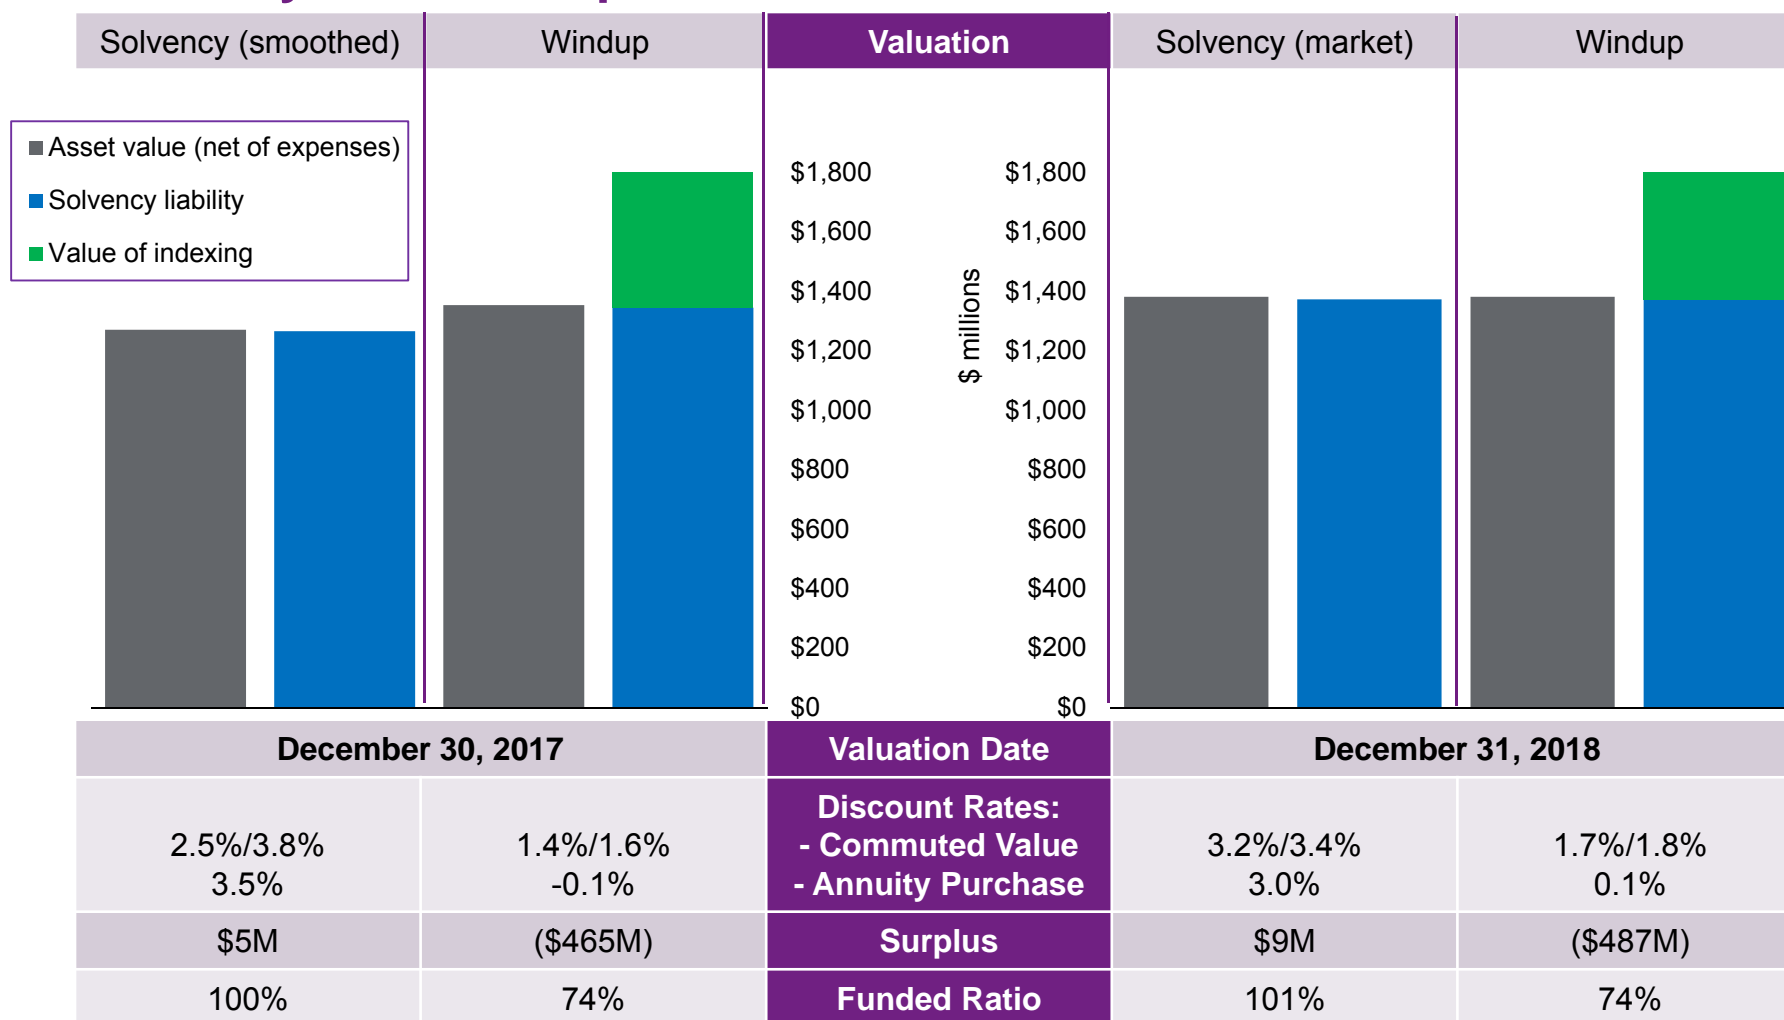 Solvency (smoothed) Windup Valuation Solvency (market) Windup
Asset value (net of expenses)
Solvency liability
Value of indexing
$1,800 $1,800
$1,600 $1,600
$1,400 $1,400
$1,200 $1,200
$1,000 $1,000
$800 $800
$600 $600
$400 $400
$200 $200
$0 $0
$ millions
December 30, 2017 Valuation Date December 31, 2018
Discount Rates:
2.5%/3.8% 1.4%/1.6% - Commuted Value 3.2%/3.4% 1.7%/1.8%
3.5% -0.1% - Annuity Purchase 3.0% 0.1%
$5M ($465M) Surplus $9M ($487M)
100% 74% Funded Ratio 101% 74%